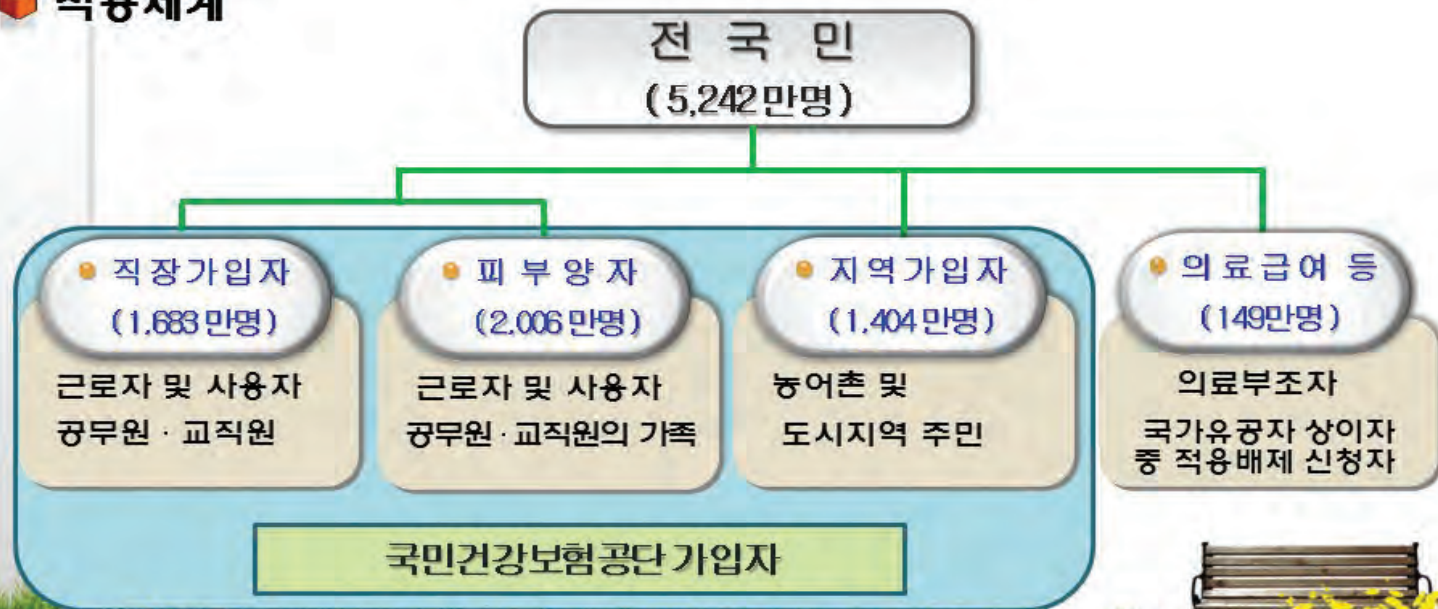 적용체계
전 국 민
(5,242만명)
직장가입자
(1,683만명)
근로자 및 사용자
공무원 · 교직원
피 부 양 자
(2,006만명)
근로자 및 사용자
공무원 · 교직원의 가족
지역가입자
(1,404만명)
농어촌 및
도시지역 주민
의료급여 등
(149만명)
의료부조자
국가유공자 상이자
중 적용배제 신청자
국민건강보험공단 가입자